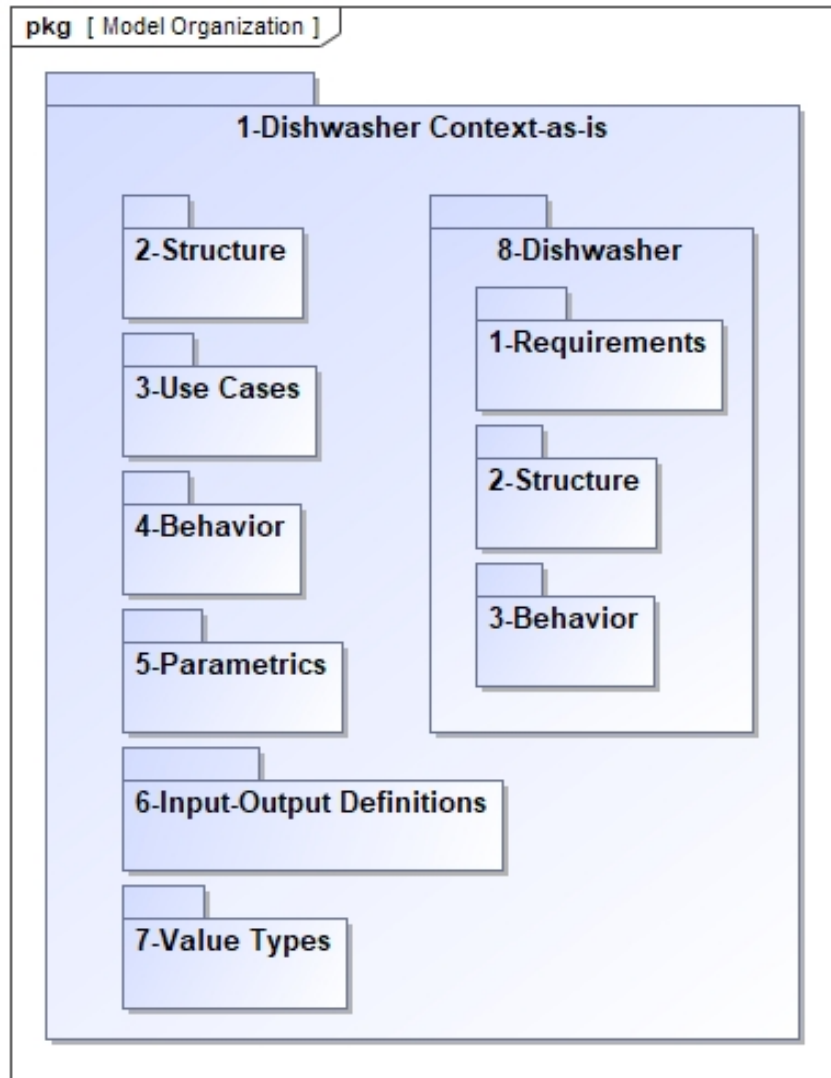 pkg [ Model Organization ]
1-Dishwasher Context-as-is
2-Structure
3-Use Cases
4-Behavior
5-Parametrics
6-Input-Output Definitions
7-Value Types
8-Dishwasher
1-Requirements
2-Structure
3-Behavior